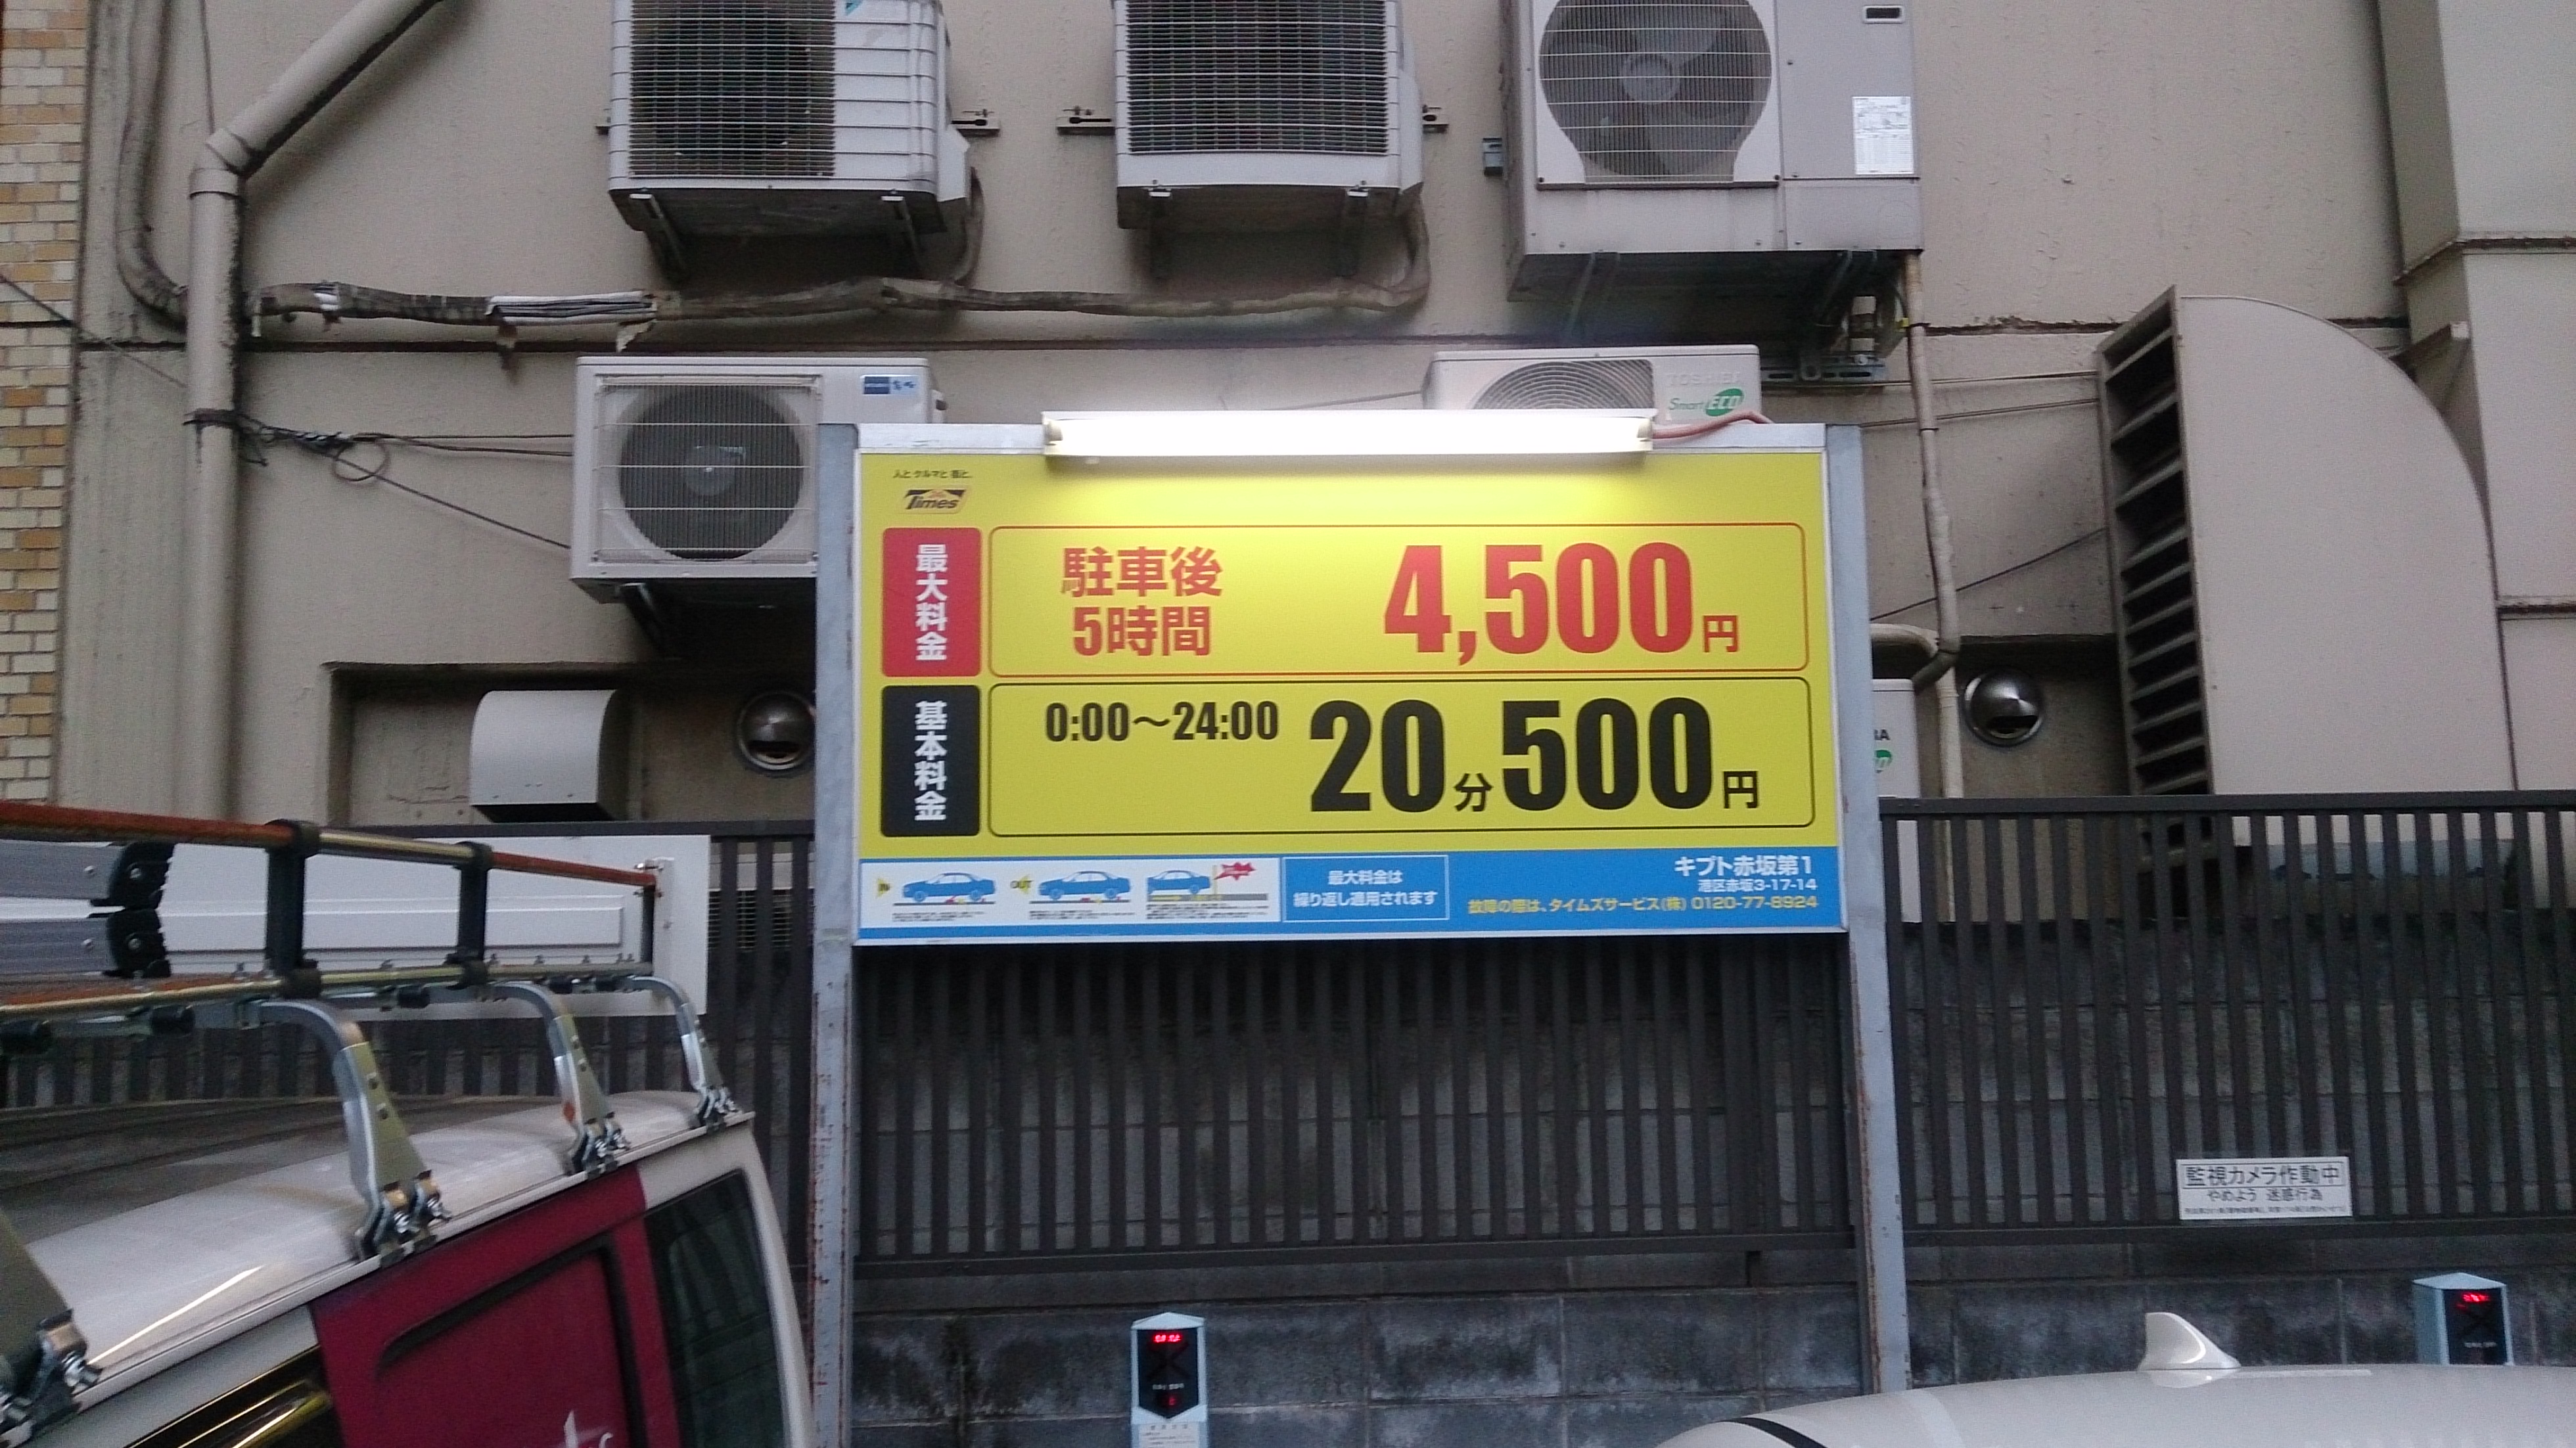 TOSHIBA
Smart ECO
人と クルマと 街と。
Times
最大料金
駐車後
5時間
4,500円
基本料金
0:00〜24:00 20分500円
IN
OUT
最大料金は
繰り返し適用されます
キプト赤坂第1
港区赤坂3-17-14
故障の際は、タイムズサービス(株) 0120-77-8924
監視カメラ作動中
やめよう 迷惑行為